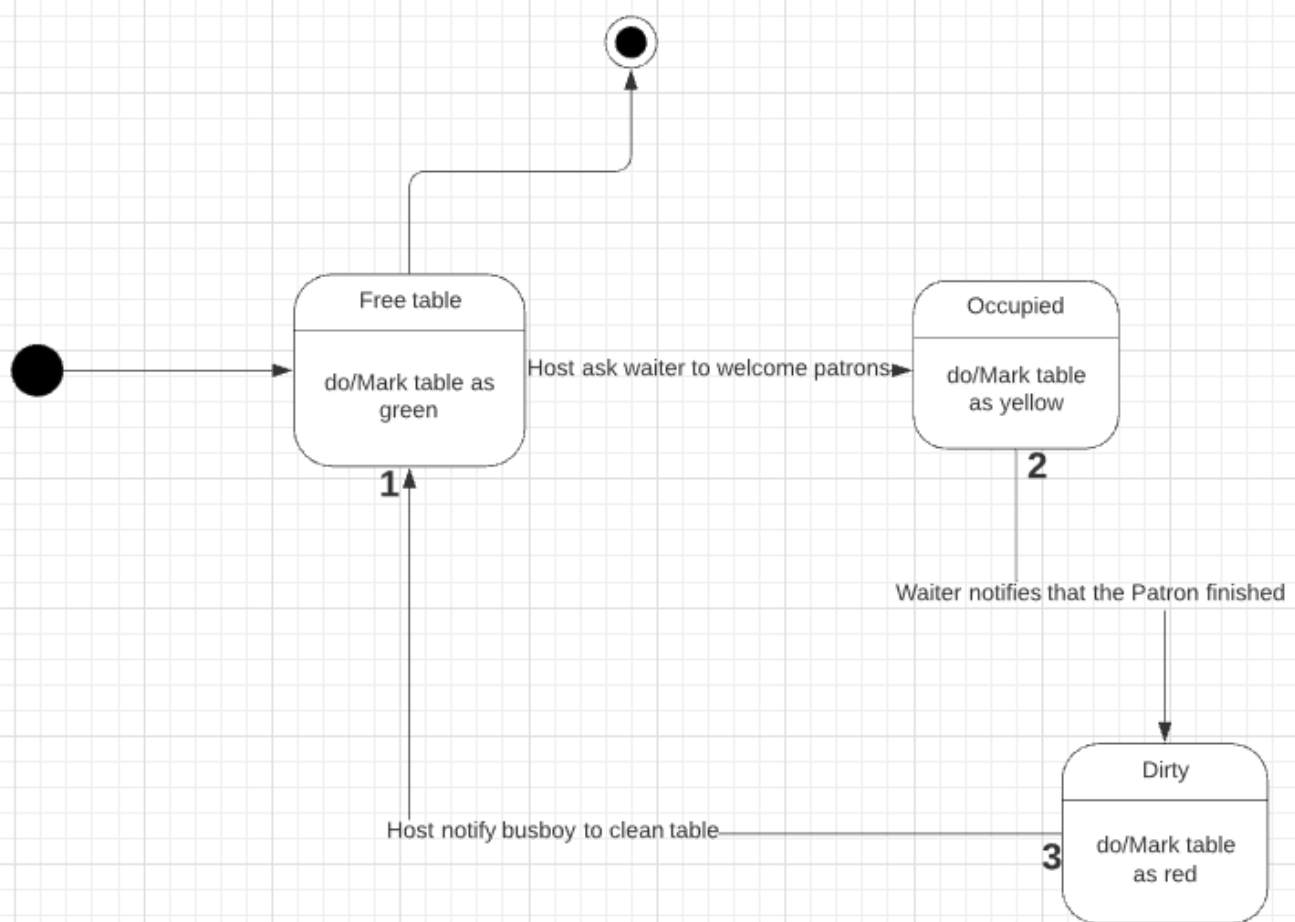 Free table
do/Mark table as
green
1
Host ask waiter to welcome patrons
Occupied
do/Mark table
as yellow
2
Waiter notifies that the Patron finished
Dirty
do/Mark table
as red
3
Host notify busboy to clean table